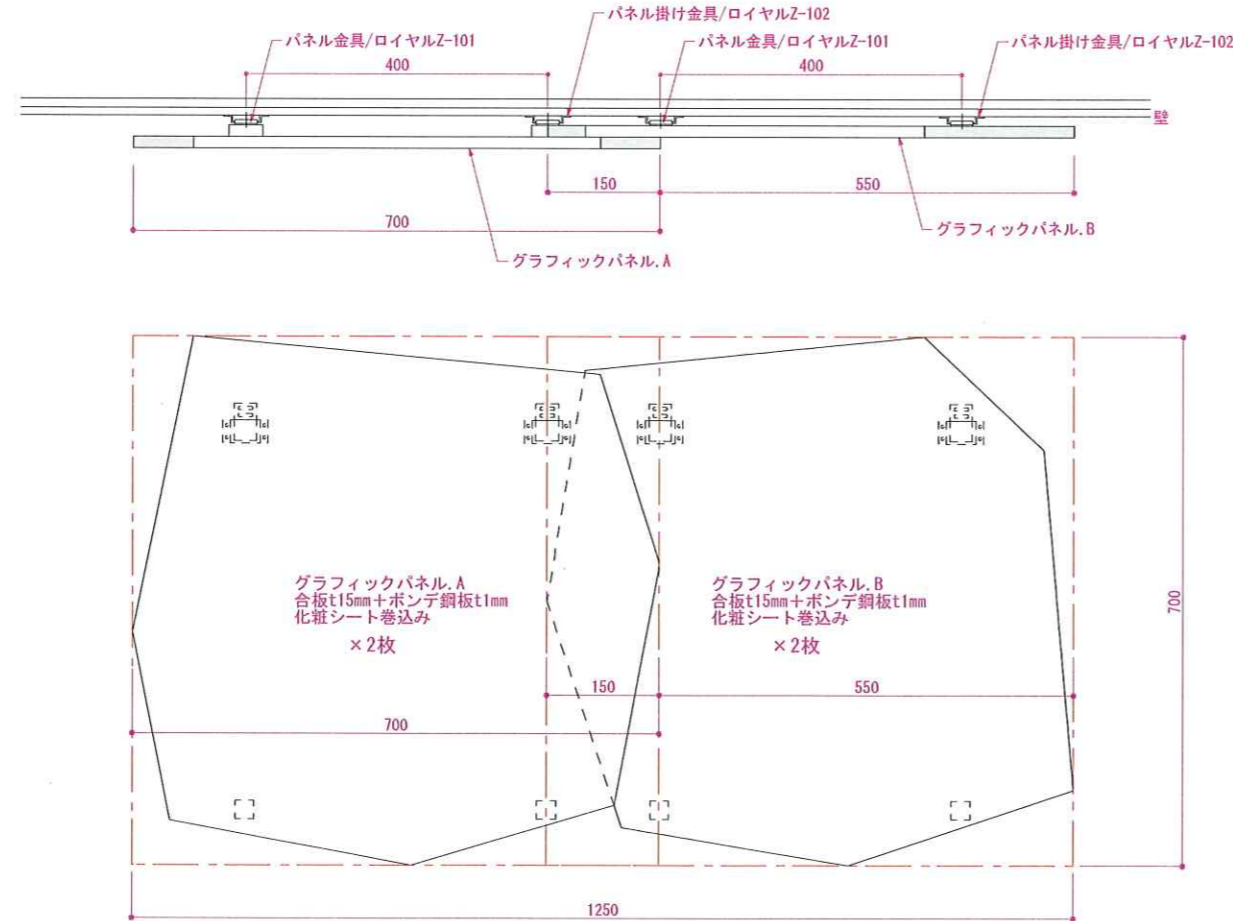 パネル掛け金具/ロイヤルZ-102
パネル金具/ロイヤルZ-101
パネル金具/ロイヤルZ-101
パネル掛け金具/ロイヤルZ-102
400
400
壁
150
550
700
グラフィックパネル.B
グラフィックパネル.A
グラフィックパネル.A
合板t15mm+ボンデ鋼板t1mm
化粧シート巻込み
×2枚
グラフィックパネル.B
合板t15mm+ボンデ鋼板t1mm
化粧シート巻込み
×2枚
700
150
550
700
1250